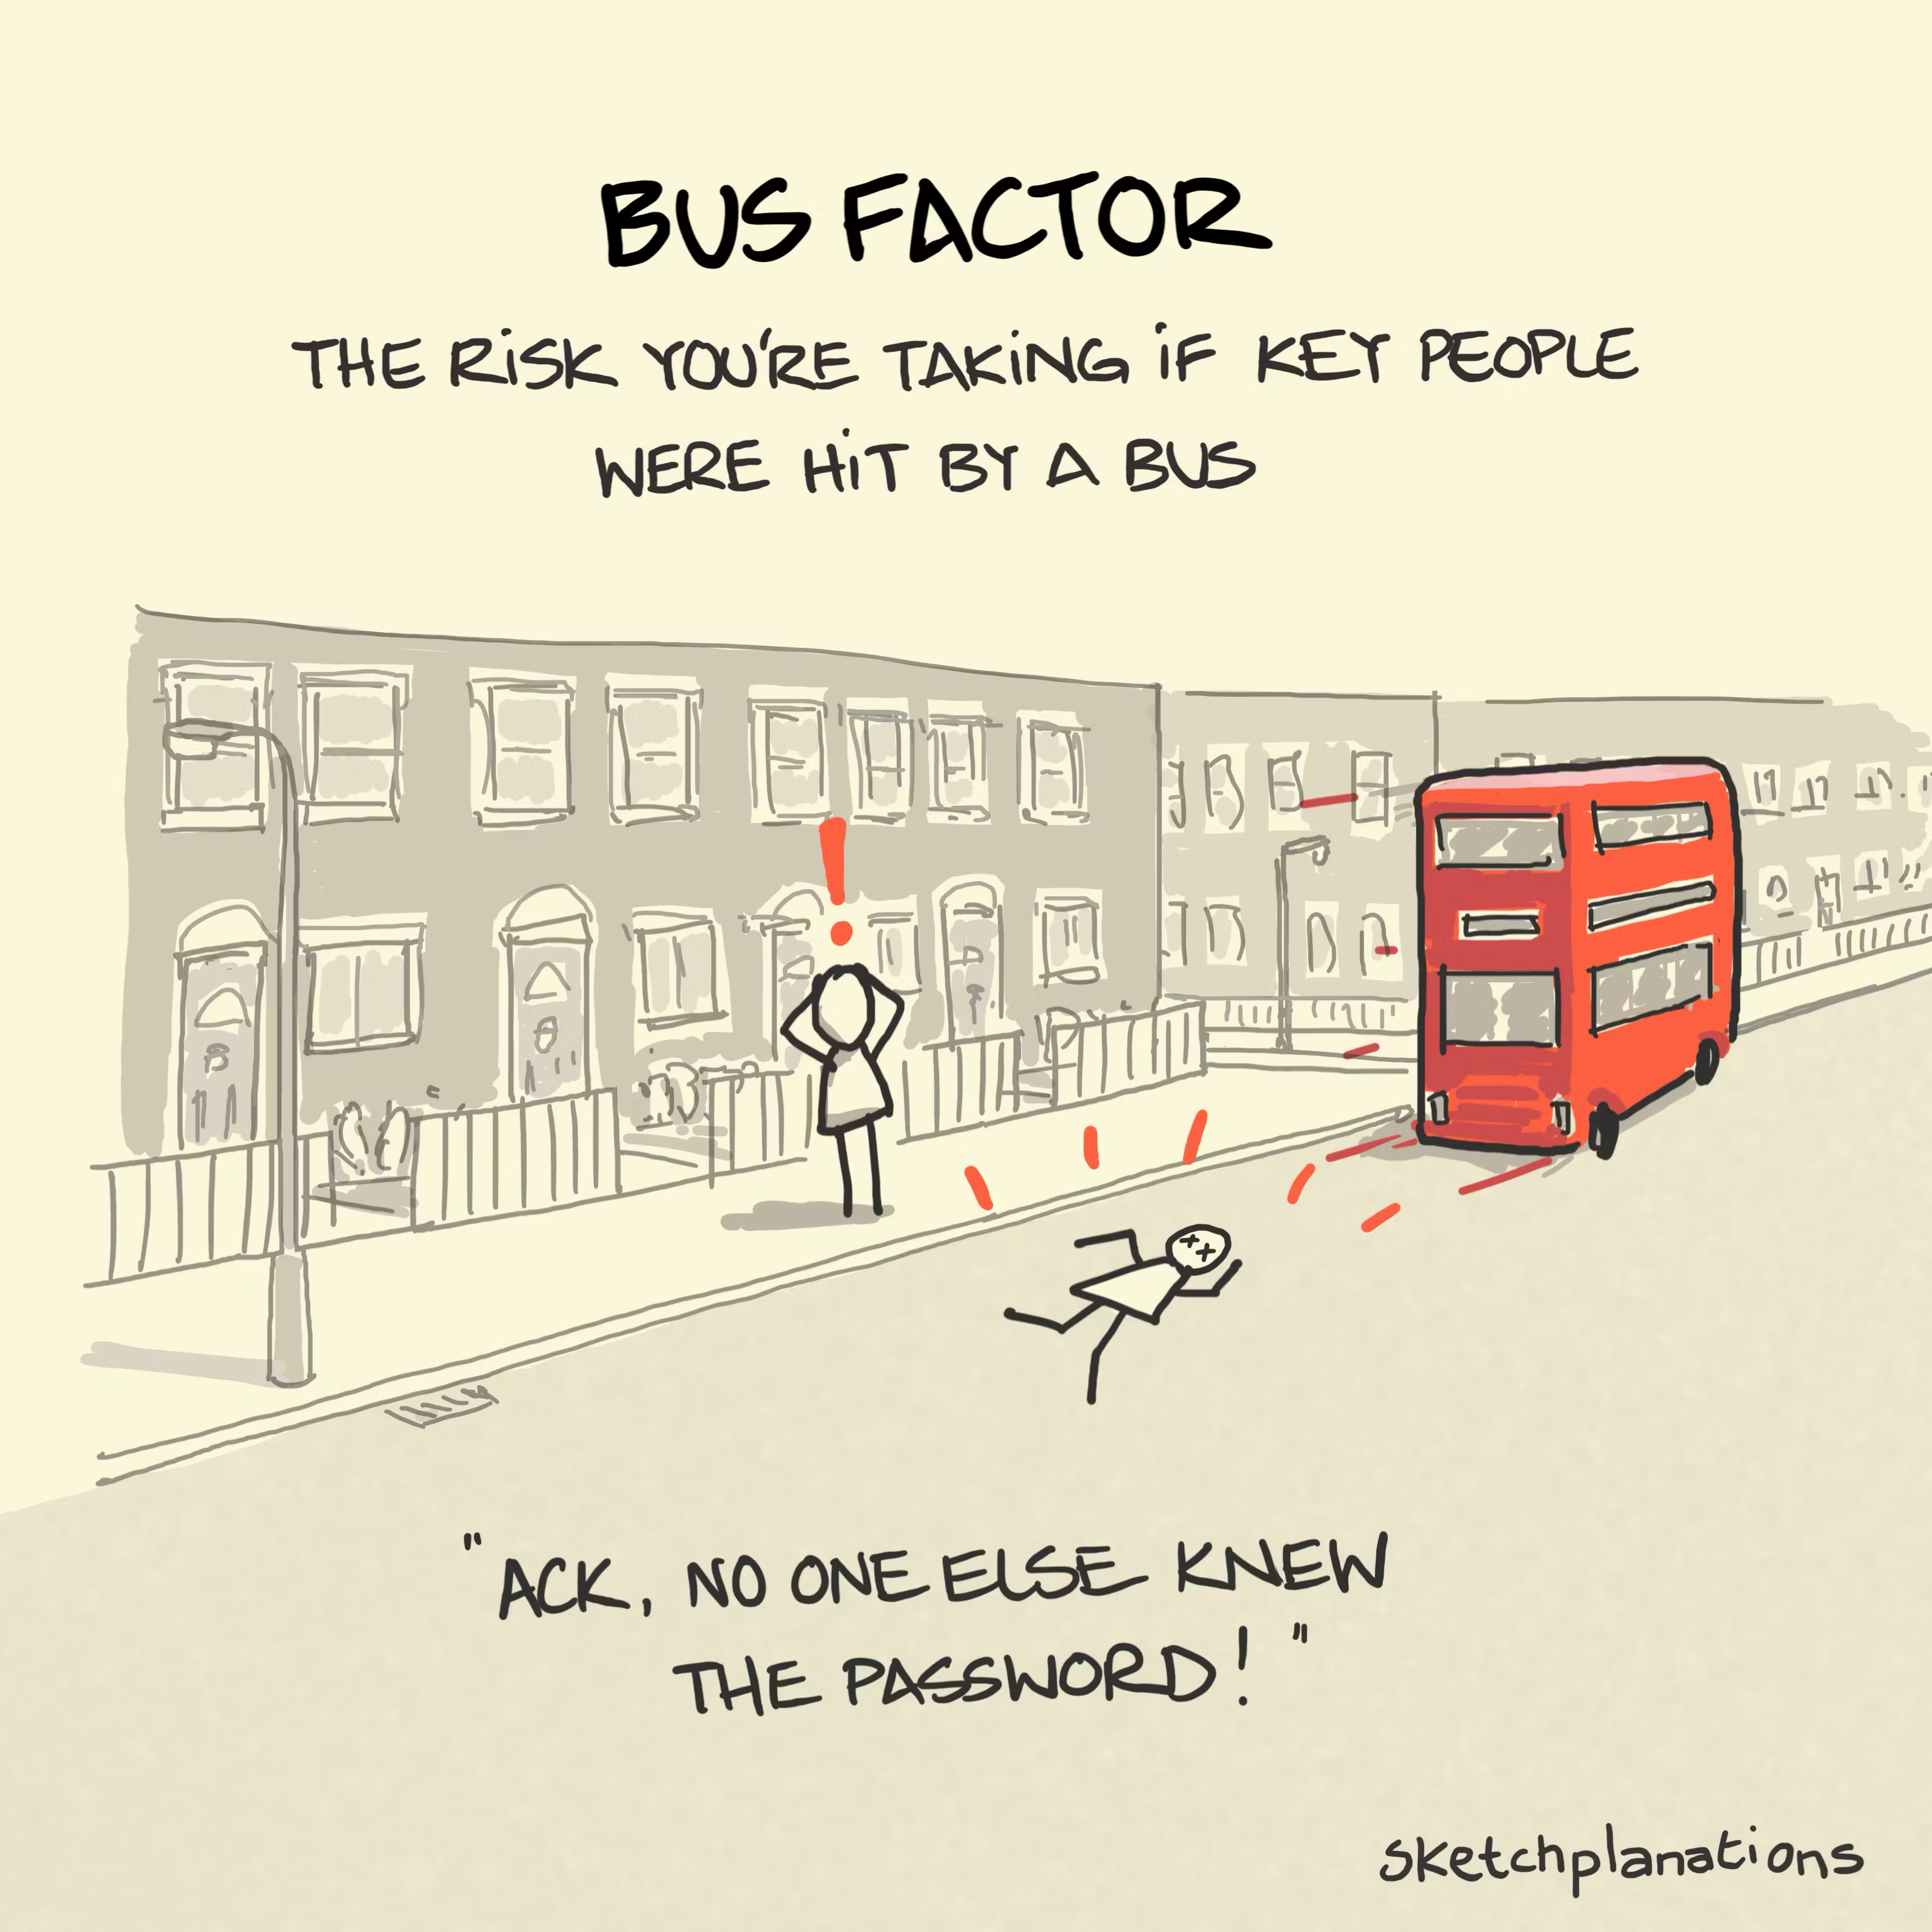 BUS FACTOR
THE RISK YOU'RE TAKING IF KEY PEOPLE
WERE HIT BY A BUS
"ACK, NO ONE ELSE KNEW
THE PASSWORD!"
sketchplanations